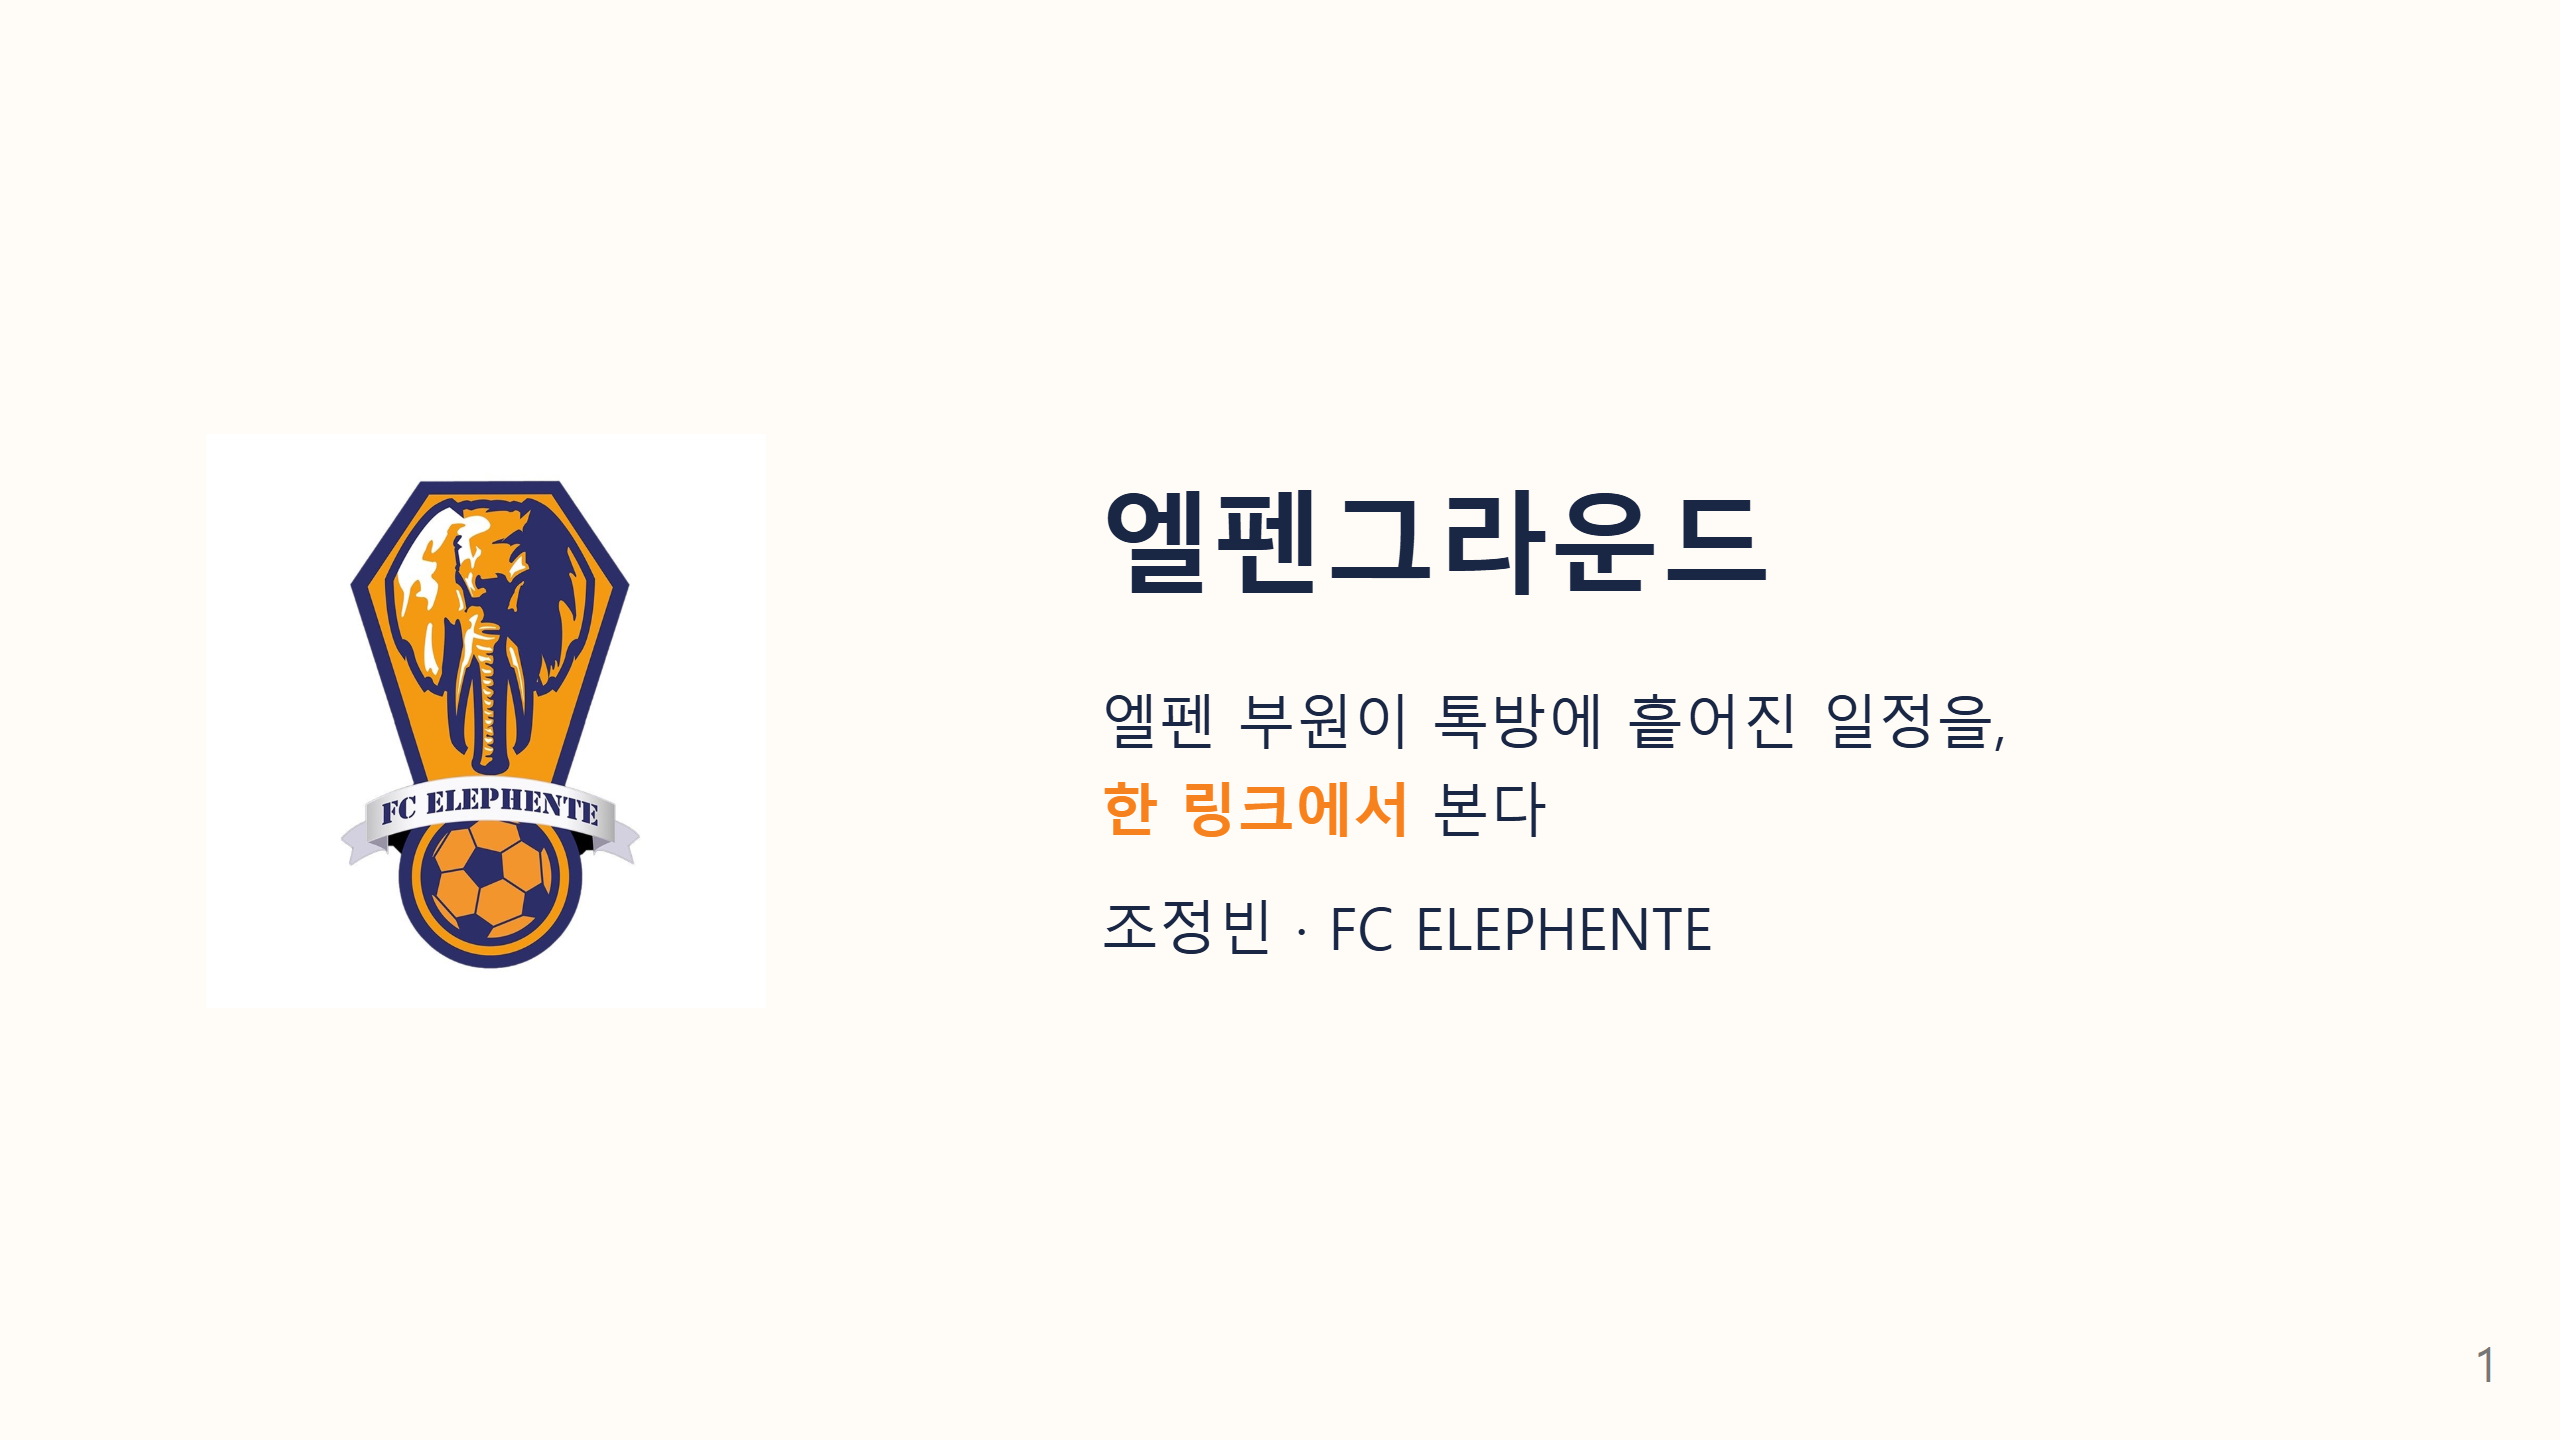 FC ELEPHENTE
엘펜그라운드
엘펜 부원이 톡방에 흩어진 일정을,
한 링크에서 본다
조정빈 · FC ELEPHENTE
1